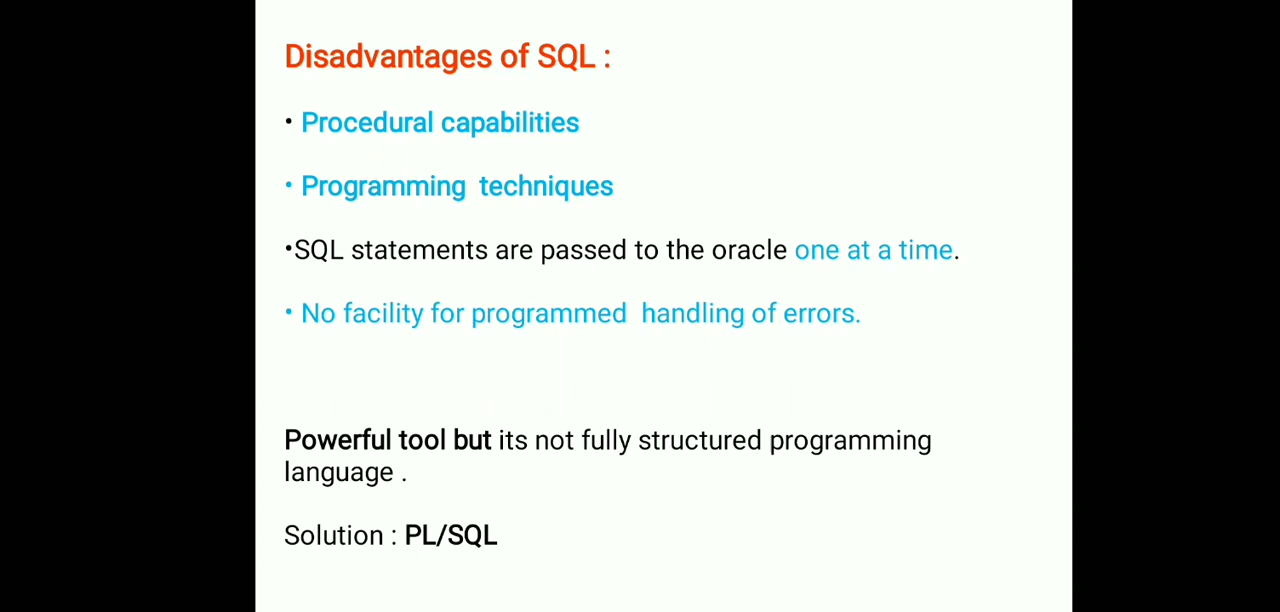 Disadvantages of SQL :
• Procedural capabilities
• Programming  techniques
•SQL statements are passed to the oracle one at a time.
• No facility for programmed  handling of errors.
Powerful tool but its not fully structured programming
language .
Solution : PL/SQL